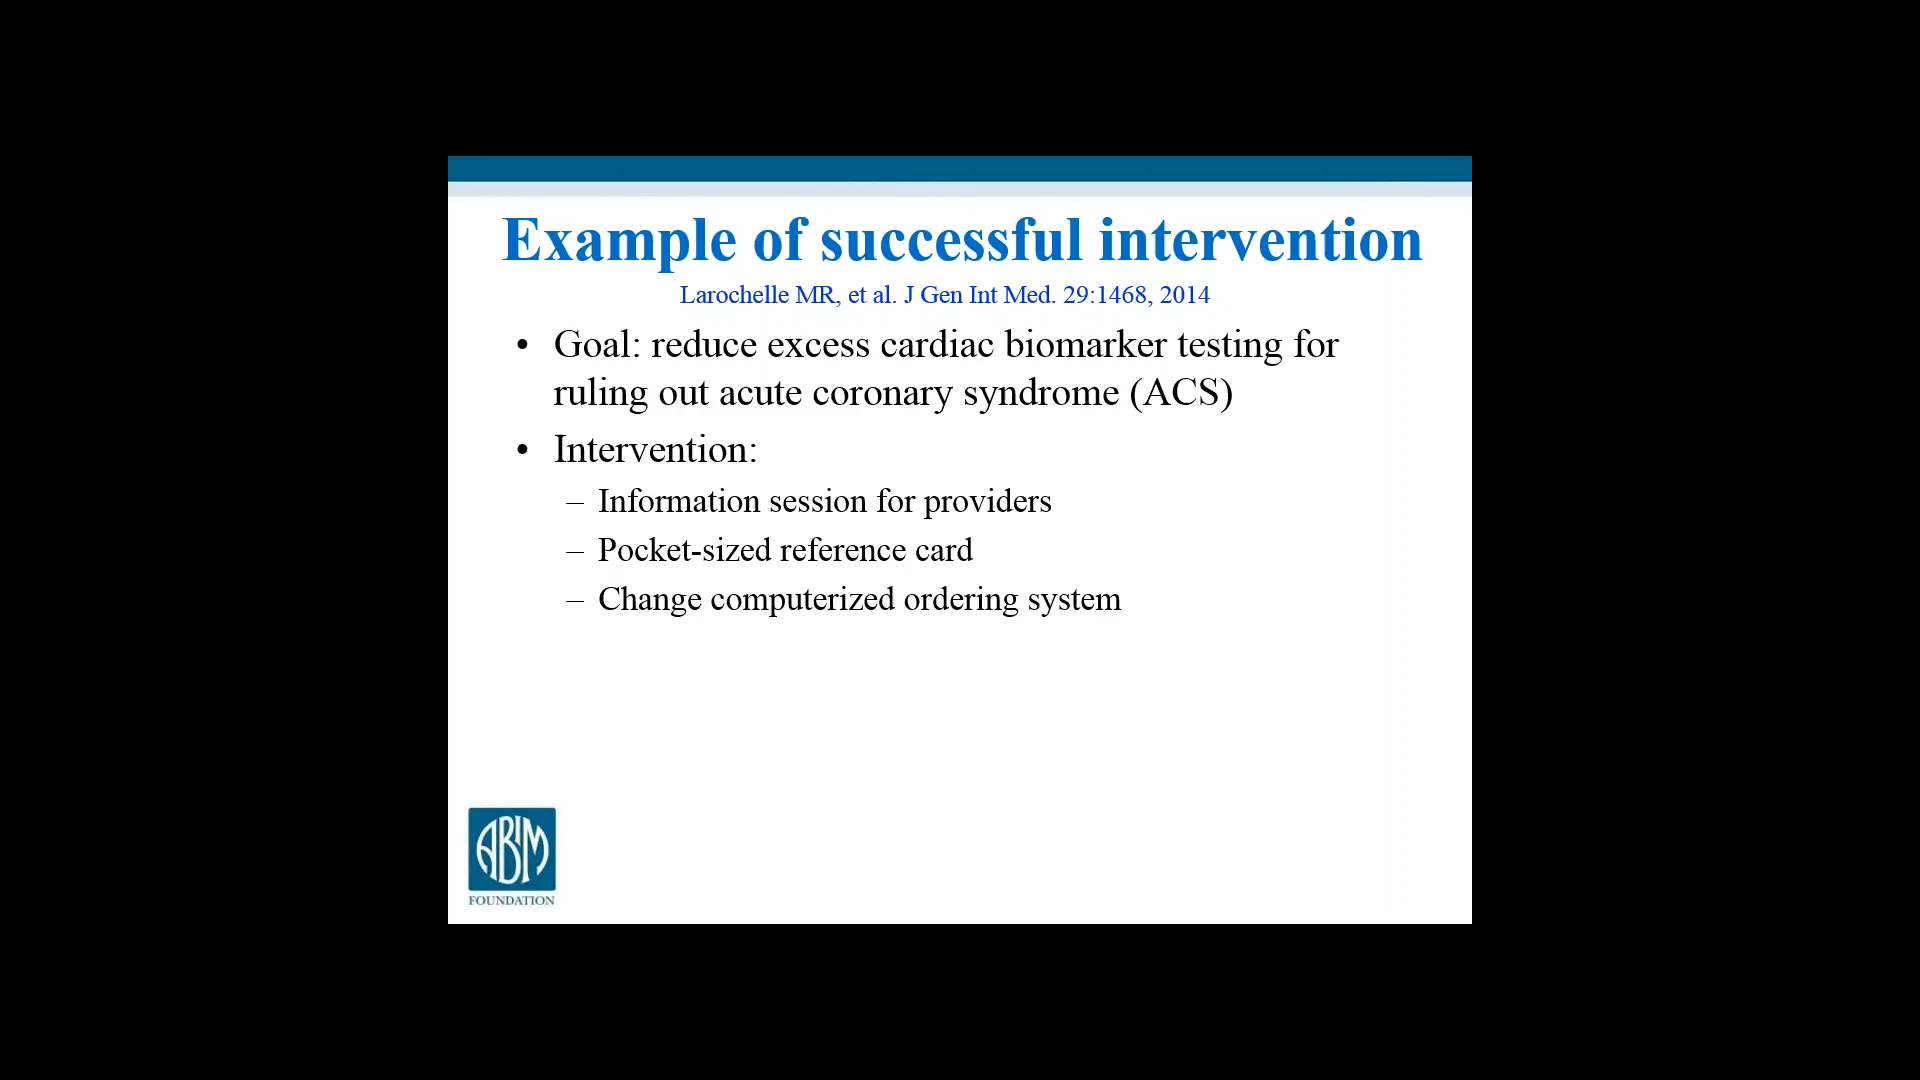 Example of successful intervention
Larochelle MR, et al. J Gen Int Med. 29:1468, 2014
• Goal: reduce excess cardiac biomarker testing for
ruling out acute coronary syndrome (ACS)
• Intervention:
– Information session for providers
– Pocket-sized reference card
– Change computerized ordering system
ABIM
FOUNDATION